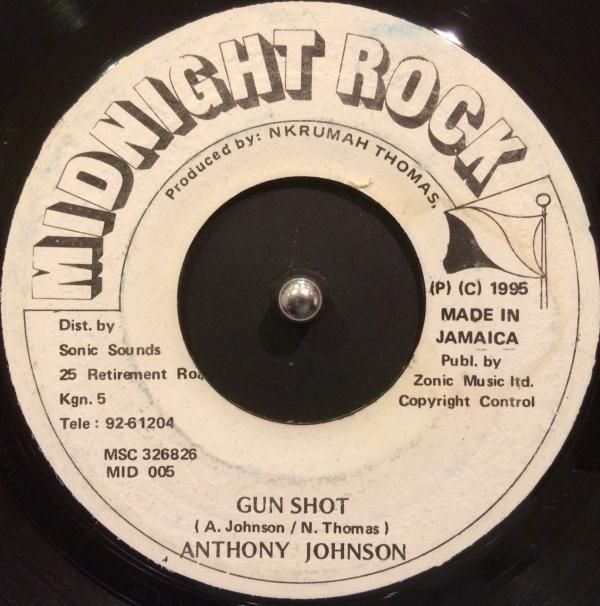 MIDNIGHT ROCK
Produced by: NKRUMAH THOMAS,
Dist. by
Sonic Sounds
25 Retirement
Kgn. 5
Tele : 92-61204
MSC 326826
MID 005
(P) (C) 1995
MADE IN
JAMAICA
Publ. by
Zonic Music ltd.
Copyright Control
GUN SHOT
( A. Johnson / N. Thomas )
ANTHONY JOHNSON